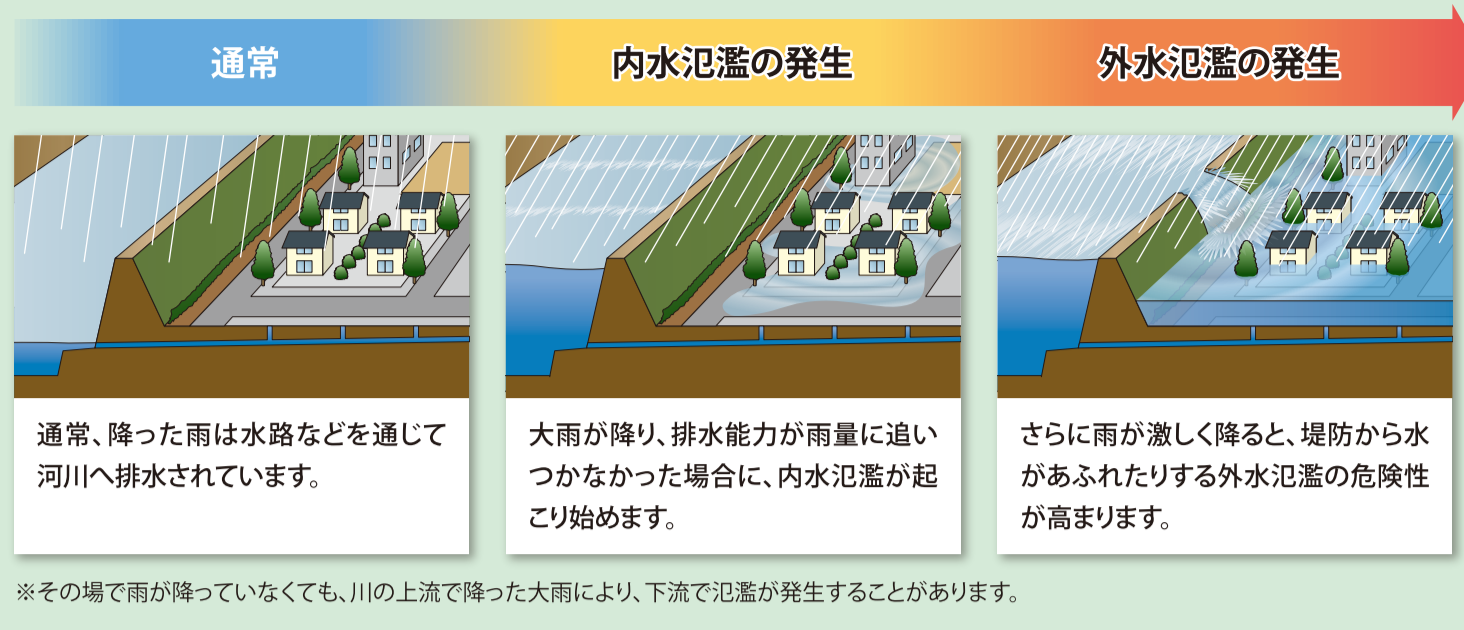 通常
内水氾濫の発生
外水氾濫の発生
通常、降った雨は水路などを通じて
河川へ排水されています。
大雨が降り、排水能力が雨量に追い
つかなかった場合に、内水氾濫が起
こり始めます。
さらに雨が激しく降ると、堤防から水
があふれたりする外水氾濫の危険性
が高まります。
※その場で雨が降っていなくても、川の上流で降った大雨により、下流で氾濫が発生することがあります。